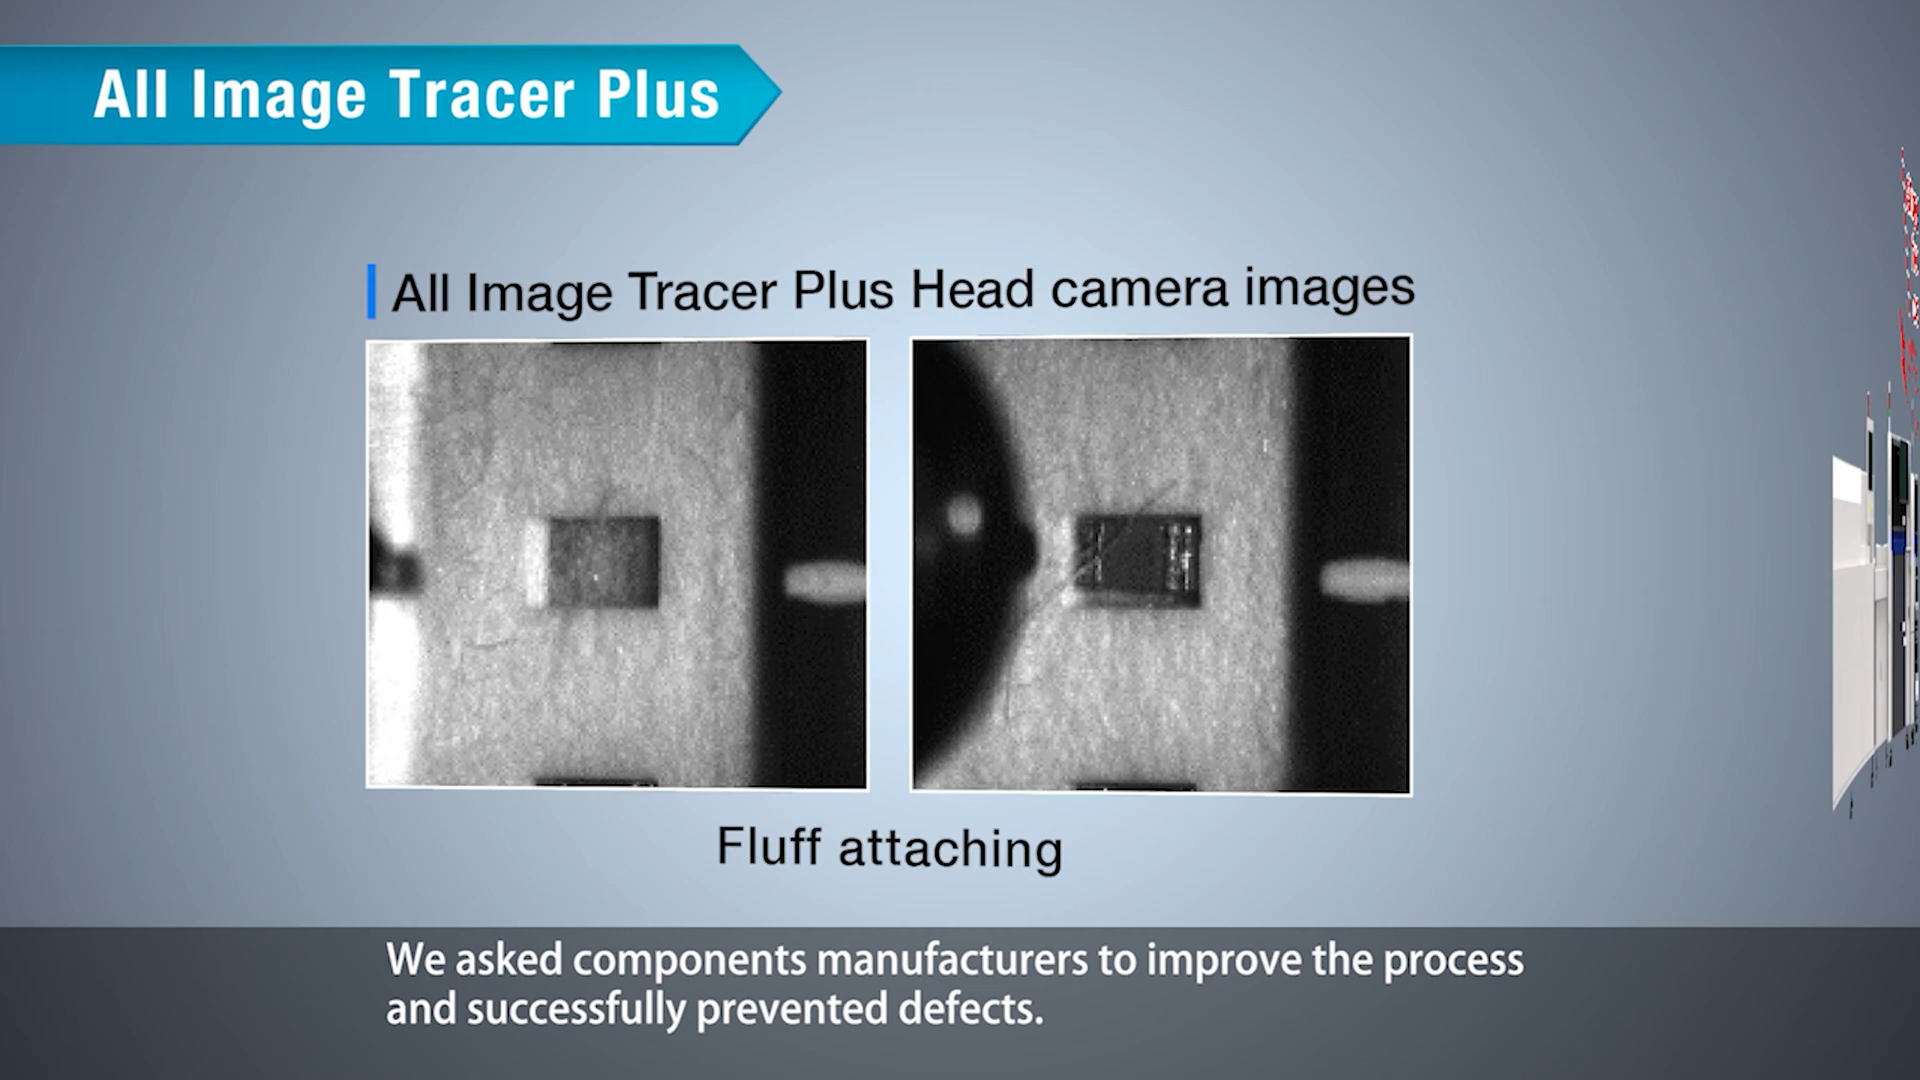 All Image Tracer Plus
All Image Tracer Plus Head camera images
Fluff attaching
We asked components manufacturers to improve the process
and successfully prevented defects.